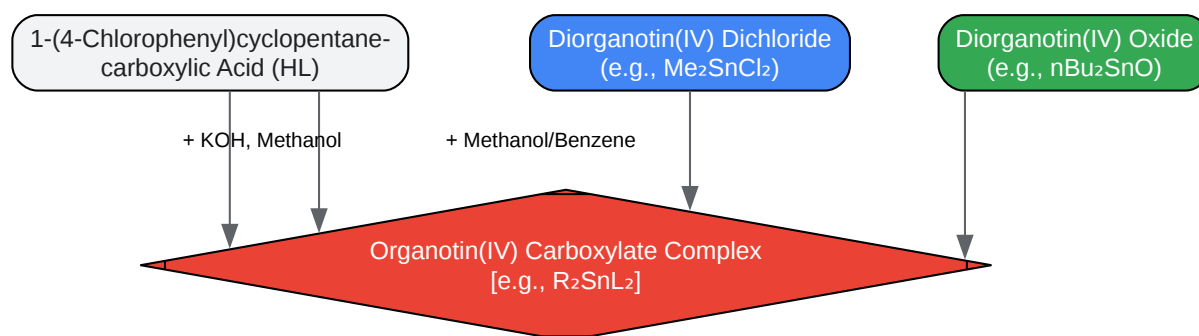 1-(4-Chlorophenyl)cyclopentane-
carboxylic Acid (HL)
Diorganotin(IV) Dichloride
(e.g., Me₂SnCl₂)
Diorganotin(IV) Oxide
(e.g., nBu₂SnO)
+ KOH, Methanol
+ Methanol/Benzene
Organotin(IV) Carboxylate Complex
[e.g., R₂SnL₂]